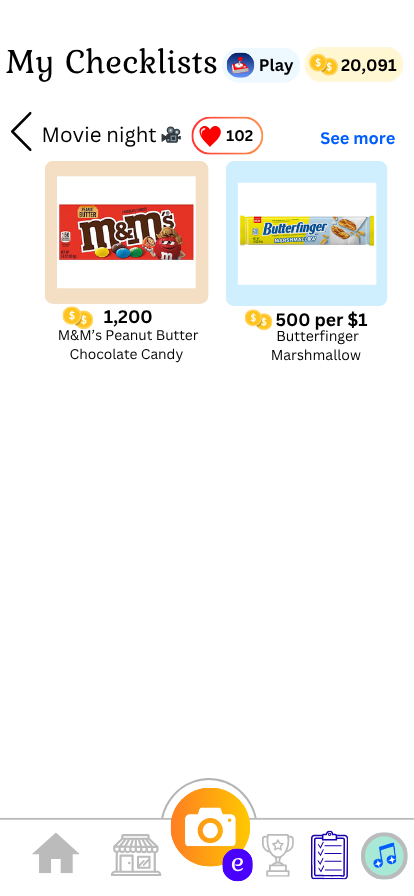 My Checklists
Play
20,091
Movie night
102
See more
PEANUT
BUTTER
M&M's
Butterfinger
MARSHMALLOW
1,200
500 per $1
M&M's Peanut Butter
Chocolate Candy
Butterfinger
Marshmallow
e